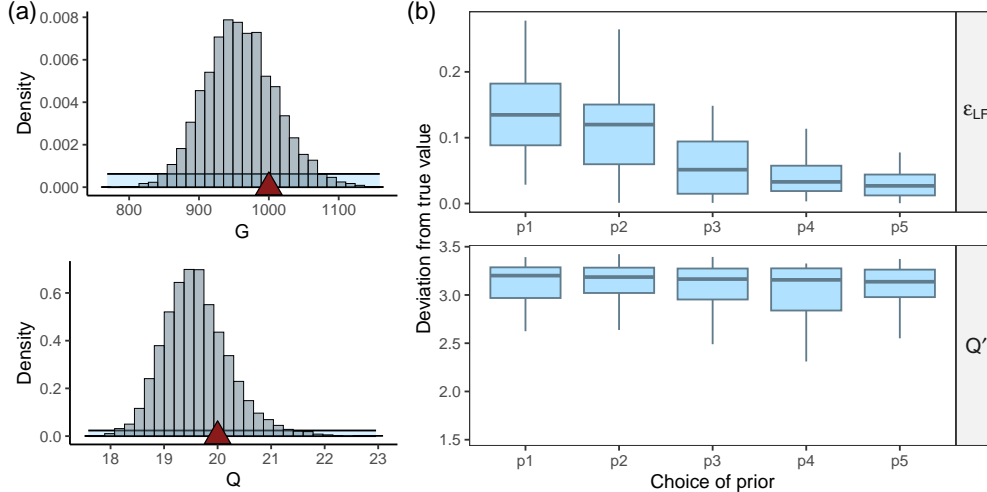 (a)
0.008
0.006
0.004
0.002
0.000
Density
800 900 1000 1100
G
0.6
0.4
0.2
0.0
Density
18 19 20 21 22 23
Q
(b)
Deviation from true value
0.2
0.1
0.0
p1 p2 p3 p4 p5
εLF
3.5
3.0
2.5
2.0
1.5
p1 p2 p3 p4 p5
Q′
Choice of prior